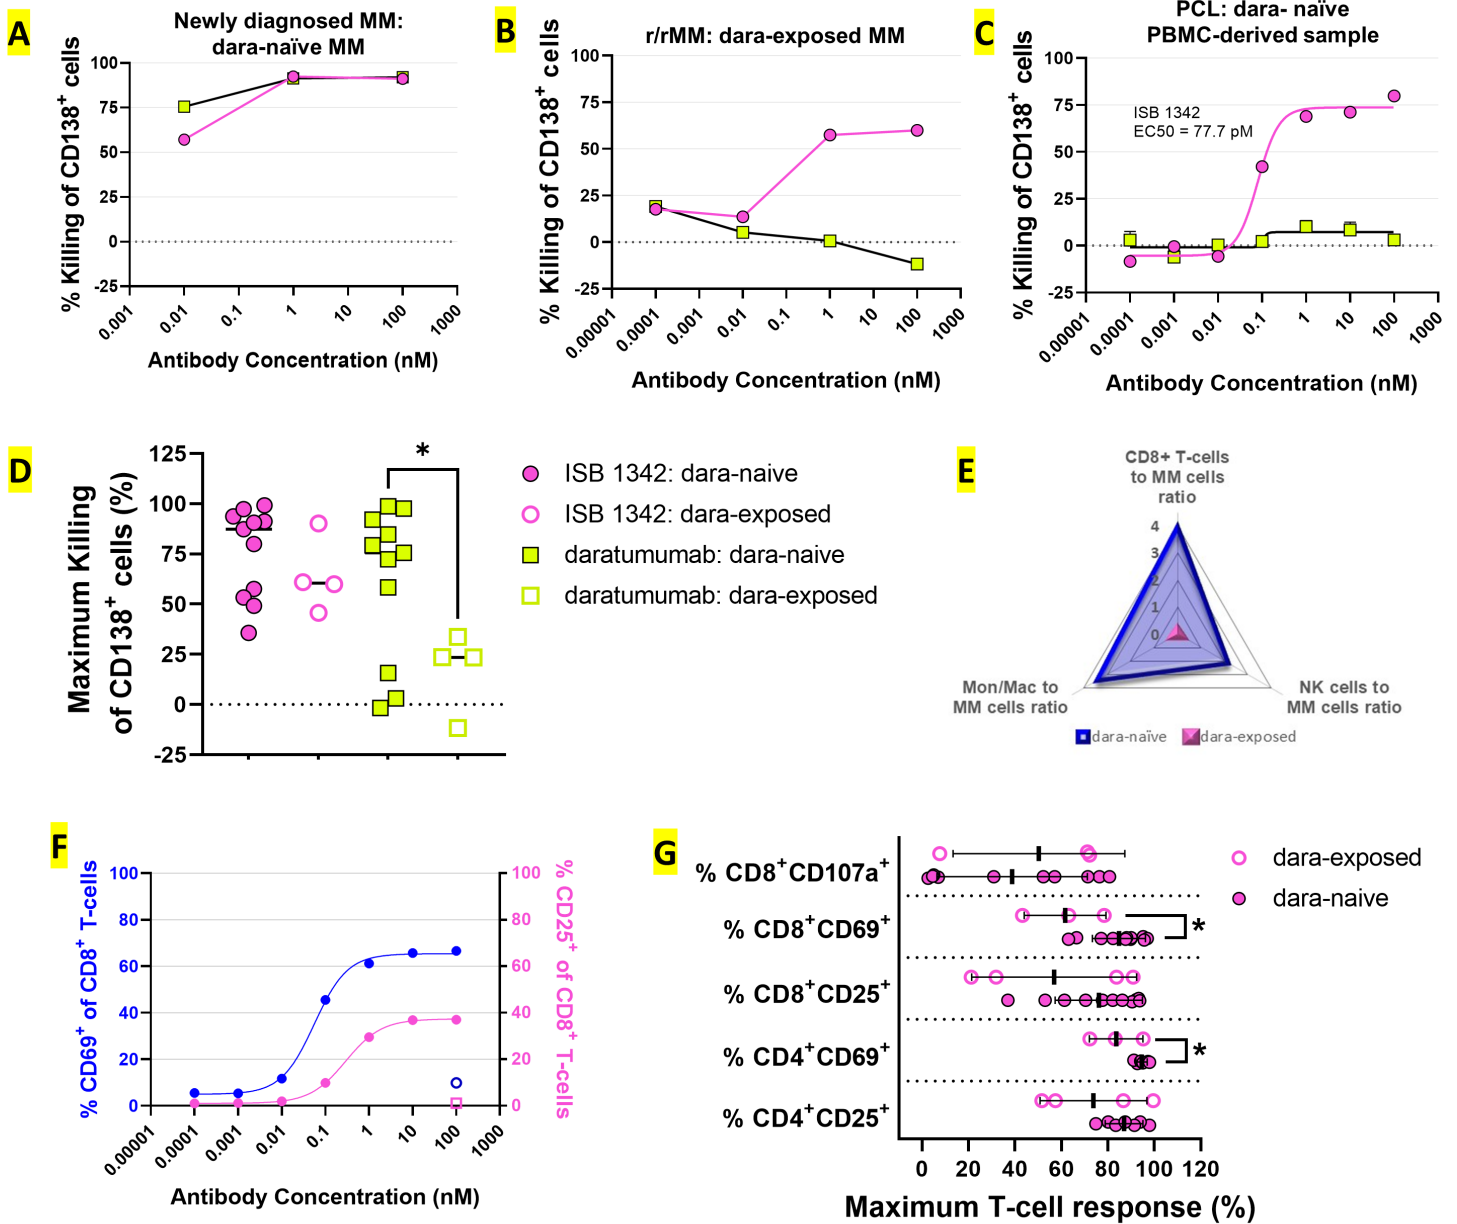 A
Newly diagnosed MM:
dara-naïve MM
% Killing of CD138+ cells
100
75
50
25
0
-25
0.001
0.01
0.1
1
10
100
1000
Antibody Concentration (nM)
B
r/rMM: dara-exposed MM
% Killing of CD138+ cells
100
75
50
25
0
-25
0.00001
0.0001
0.001
0.01
0.1
1
10
100
1000
Antibody Concentration (nM)
C
PCL: dara- naïve
PBMC-derived sample
% Killing of CD138+ cells
100
75
50
25
0
-25
ISB 1342
EC50 = 77.7 pM
0.00001
0.0001
0.001
0.01
0.1
1
10
100
1000
Antibody Concentration (nM)
D
Maximum Killing
of CD138+ cells (%)
125
100
75
50
25
0
-25
*
ISB 1342: dara-naive
ISB 1342: dara-exposed
daratumumab: dara-naive
daratumumab: dara-exposed
E
CD8+ T-cells
to MM cells
ratio
4
3
2
1
0
Mon/Mac to
MM cells ratio
NK cells to
MM cells ratio
dara-naïve
dara-exposed
F
% CD69+ of CD8+ T-cells
100
80
60
40
20
0
100
80
60
40
20
0
% CD25+ of CD8+ T-cells
0.00001
0.0001
0.001
0.01
0.1
1
10
100
1000
Antibody Concentration (nM)
G
% CD8+CD107a+
% CD8+CD69+
*
% CD8+CD25+
% CD4+CD69+
*
% CD4+CD25+
0
20
40
60
80
100
120
Maximum T-cell response (%)
dara-exposed
dara-naive